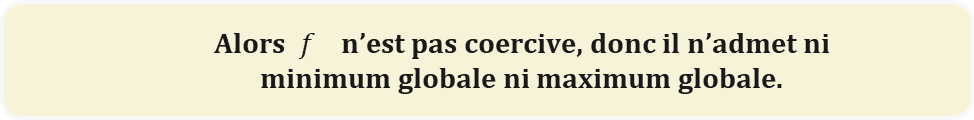 Alors f n’est pas coercive, donc il n’admet ni
minimum globale ni maximum globale.